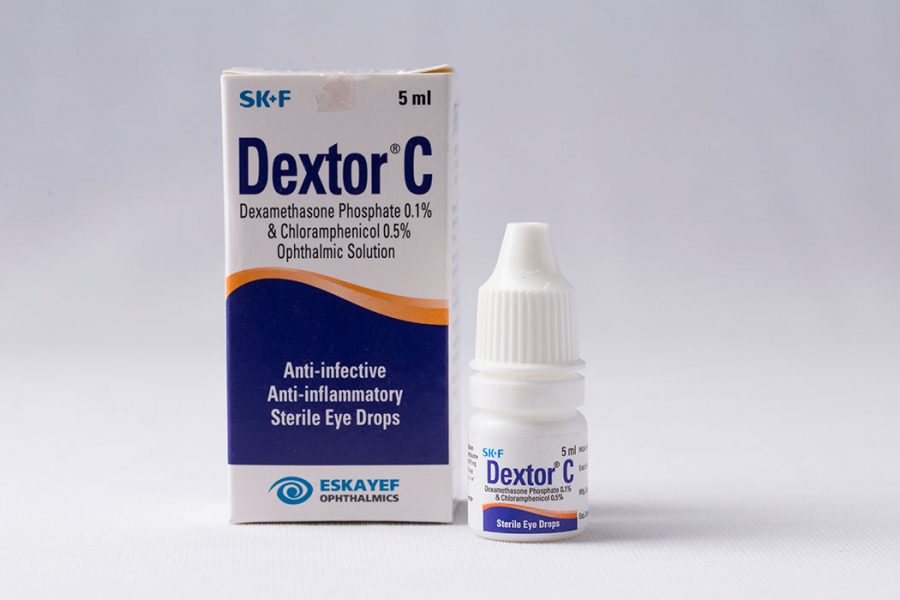 SK+F
5 ml
Dextor® C
Dexamethasone Phosphate 0.1%
& Chloramphenicol 0.5%
Ophthalmic Solution
Anti-infective
Anti-inflammatory
Sterile Eye Drops
ESKAYEF
OPHTHALMICS
SK+F
5 ml
Dextor® C
Dexamethasone Phosphate 0.1%
& Chloramphenicol 0.5%
Sterile Eye Drops